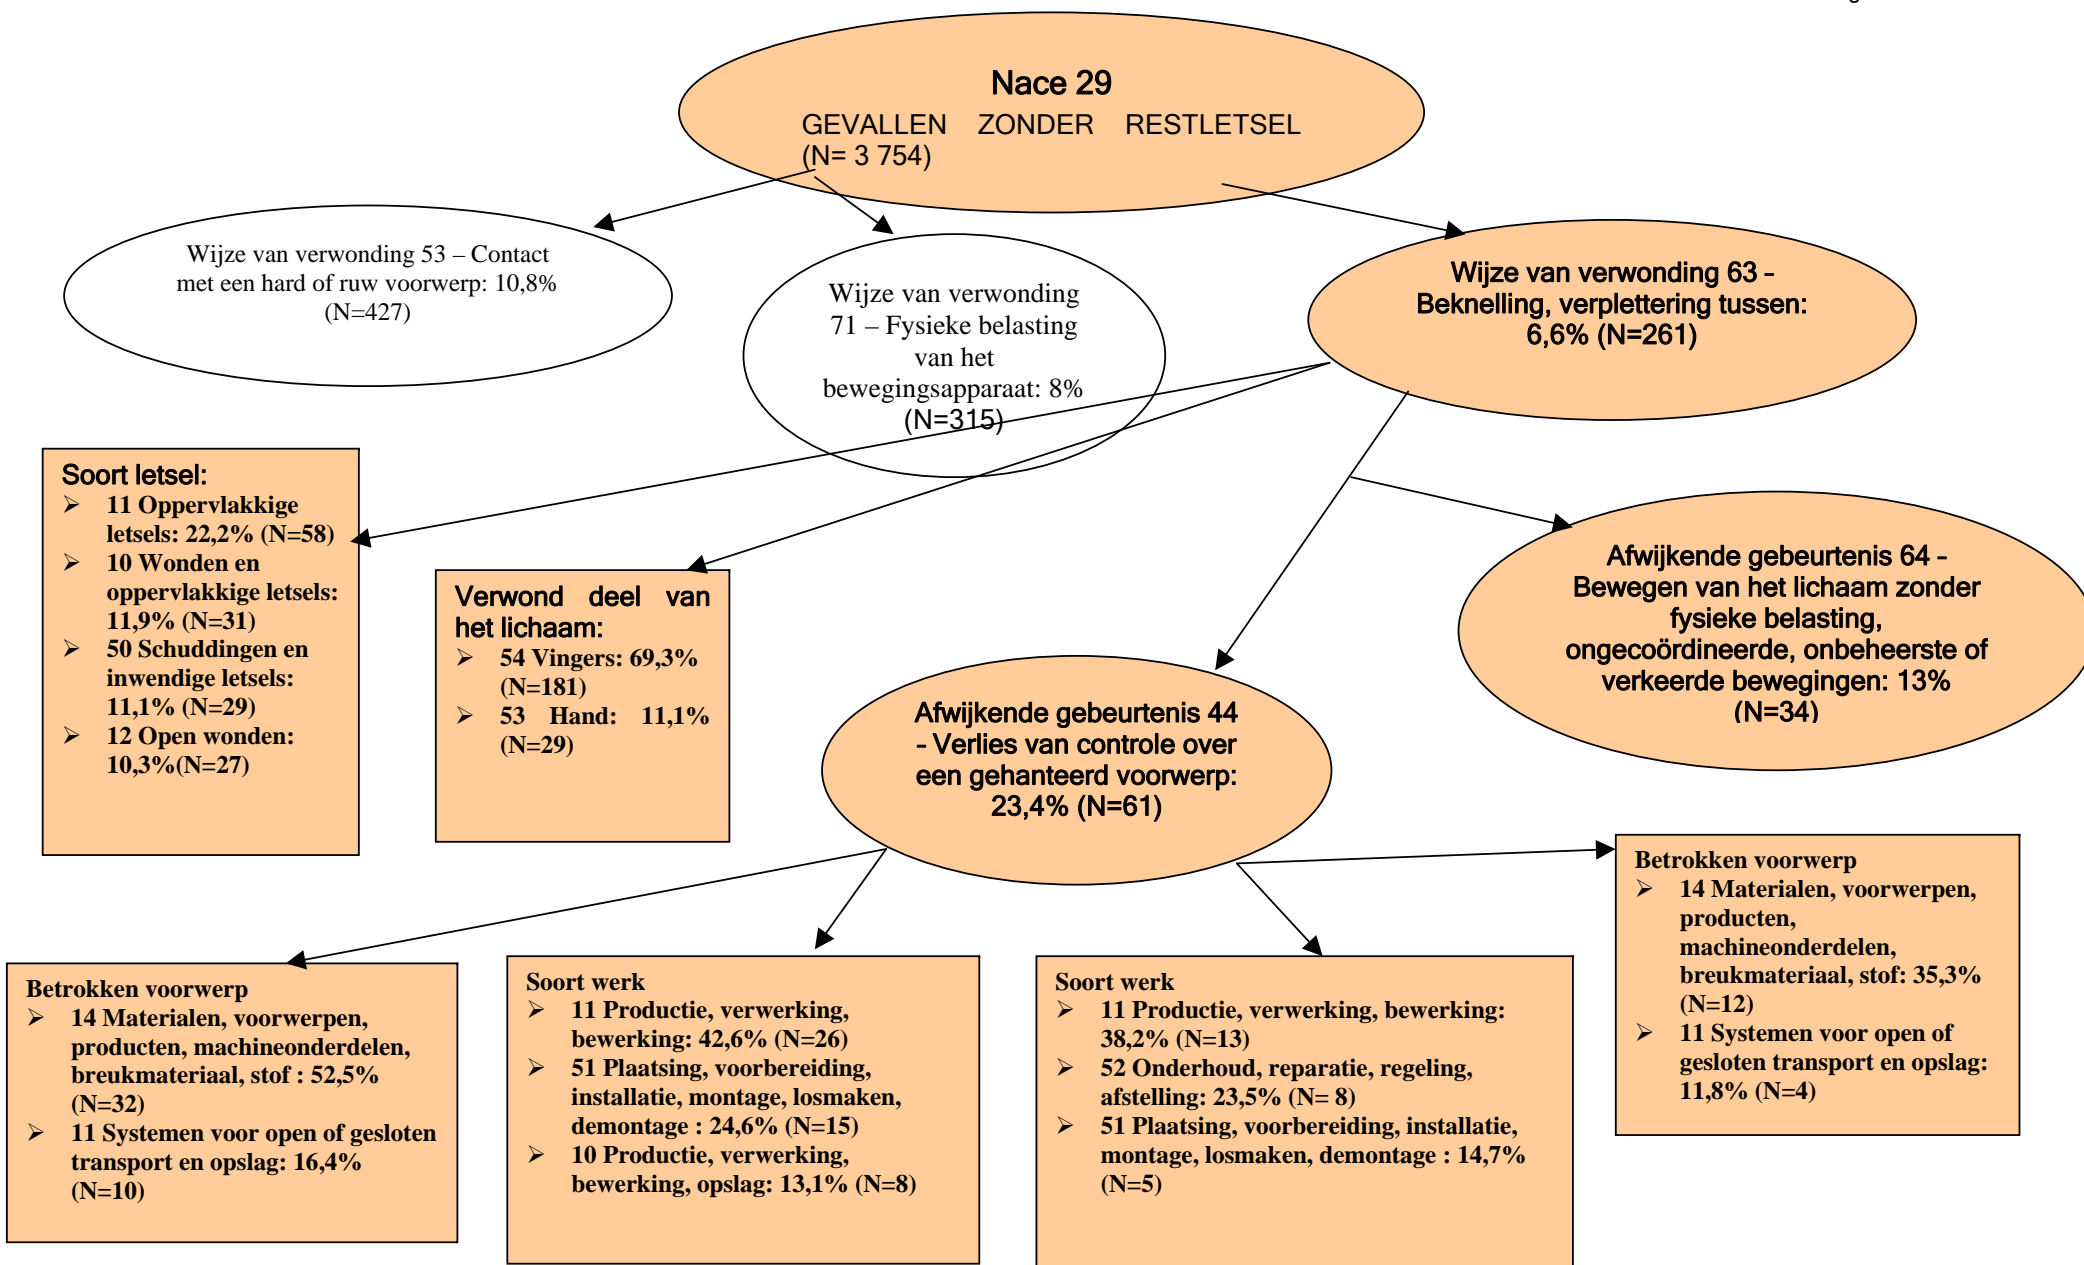 Nace 29
GEVALLEN ZONDER RESTLETSEL
(N= 3 754)
Wijze van verwonding 53 – Contact
met een hard of ruw voorwerp: 10,8%
(N=427)
Wijze van verwonding
71 – Fysieke belasting
van het
bewegingsapparaat: 8%
(N=315)
Wijze van verwonding 63 -
Beknelling, verplettering tussen:
6,6% (N=261)
Soort letsel:
➢ 11 Oppervlakkige
letsels: 22,2% (N=58)
➢ 10 Wonden en
oppervlakkige letsels:
11,9% (N=31)
➢ 50 Schuddingen en
inwendige letsels:
11,1% (N=29)
➢ 12 Open wonden:
10,3%(N=27)
Verwond deel van
het lichaam:
➢ 54 Vingers: 69,3%
(N=181)
➢ 53 Hand: 11,1%
(N=29)
Afwijkende gebeurtenis 64 -
Bewegen van het lichaam zonder
fysieke belasting,
ongecoördineerde, onbeheerste of
verkeerde bewegingen: 13%
(N=34)
Afwijkende gebeurtenis 44
- Verlies van controle over
een gehanteerd voorwerp:
23,4% (N=61)
Betrokken voorwerp
➢ 14 Materialen, voorwerpen,
producten, machineonderdelen,
breukmateriaal, stof : 52,5%
(N=32)
➢ 11 Systemen voor open of gesloten
transport en opslag: 16,4%
(N=10)
Soort werk
➢ 11 Productie, verwerking,
bewerking: 42,6% (N=26)
➢ 51 Plaatsing, voorbereiding,
installatie, montage, losmaken,
demontage : 24,6% (N=15)
➢ 10 Productie, verwerking,
bewerking, opslag: 13,1% (N=8)
Soort werk
➢ 11 Productie, verwerking, bewerking:
38,2% (N=13)
➢ 52 Onderhoud, reparatie, regeling,
afstelling: 23,5% (N= 8)
➢ 51 Plaatsing, voorbereiding, installatie,
montage, losmaken, demontage : 14,7%
(N=5)
Betrokken voorwerp
➢ 14 Materialen, voorwerpen,
producten,
machineonderdelen,
breukmateriaal, stof: 35,3%
(N=12)
➢ 11 Systemen voor open of
gesloten transport en opslag:
11,8% (N=4)